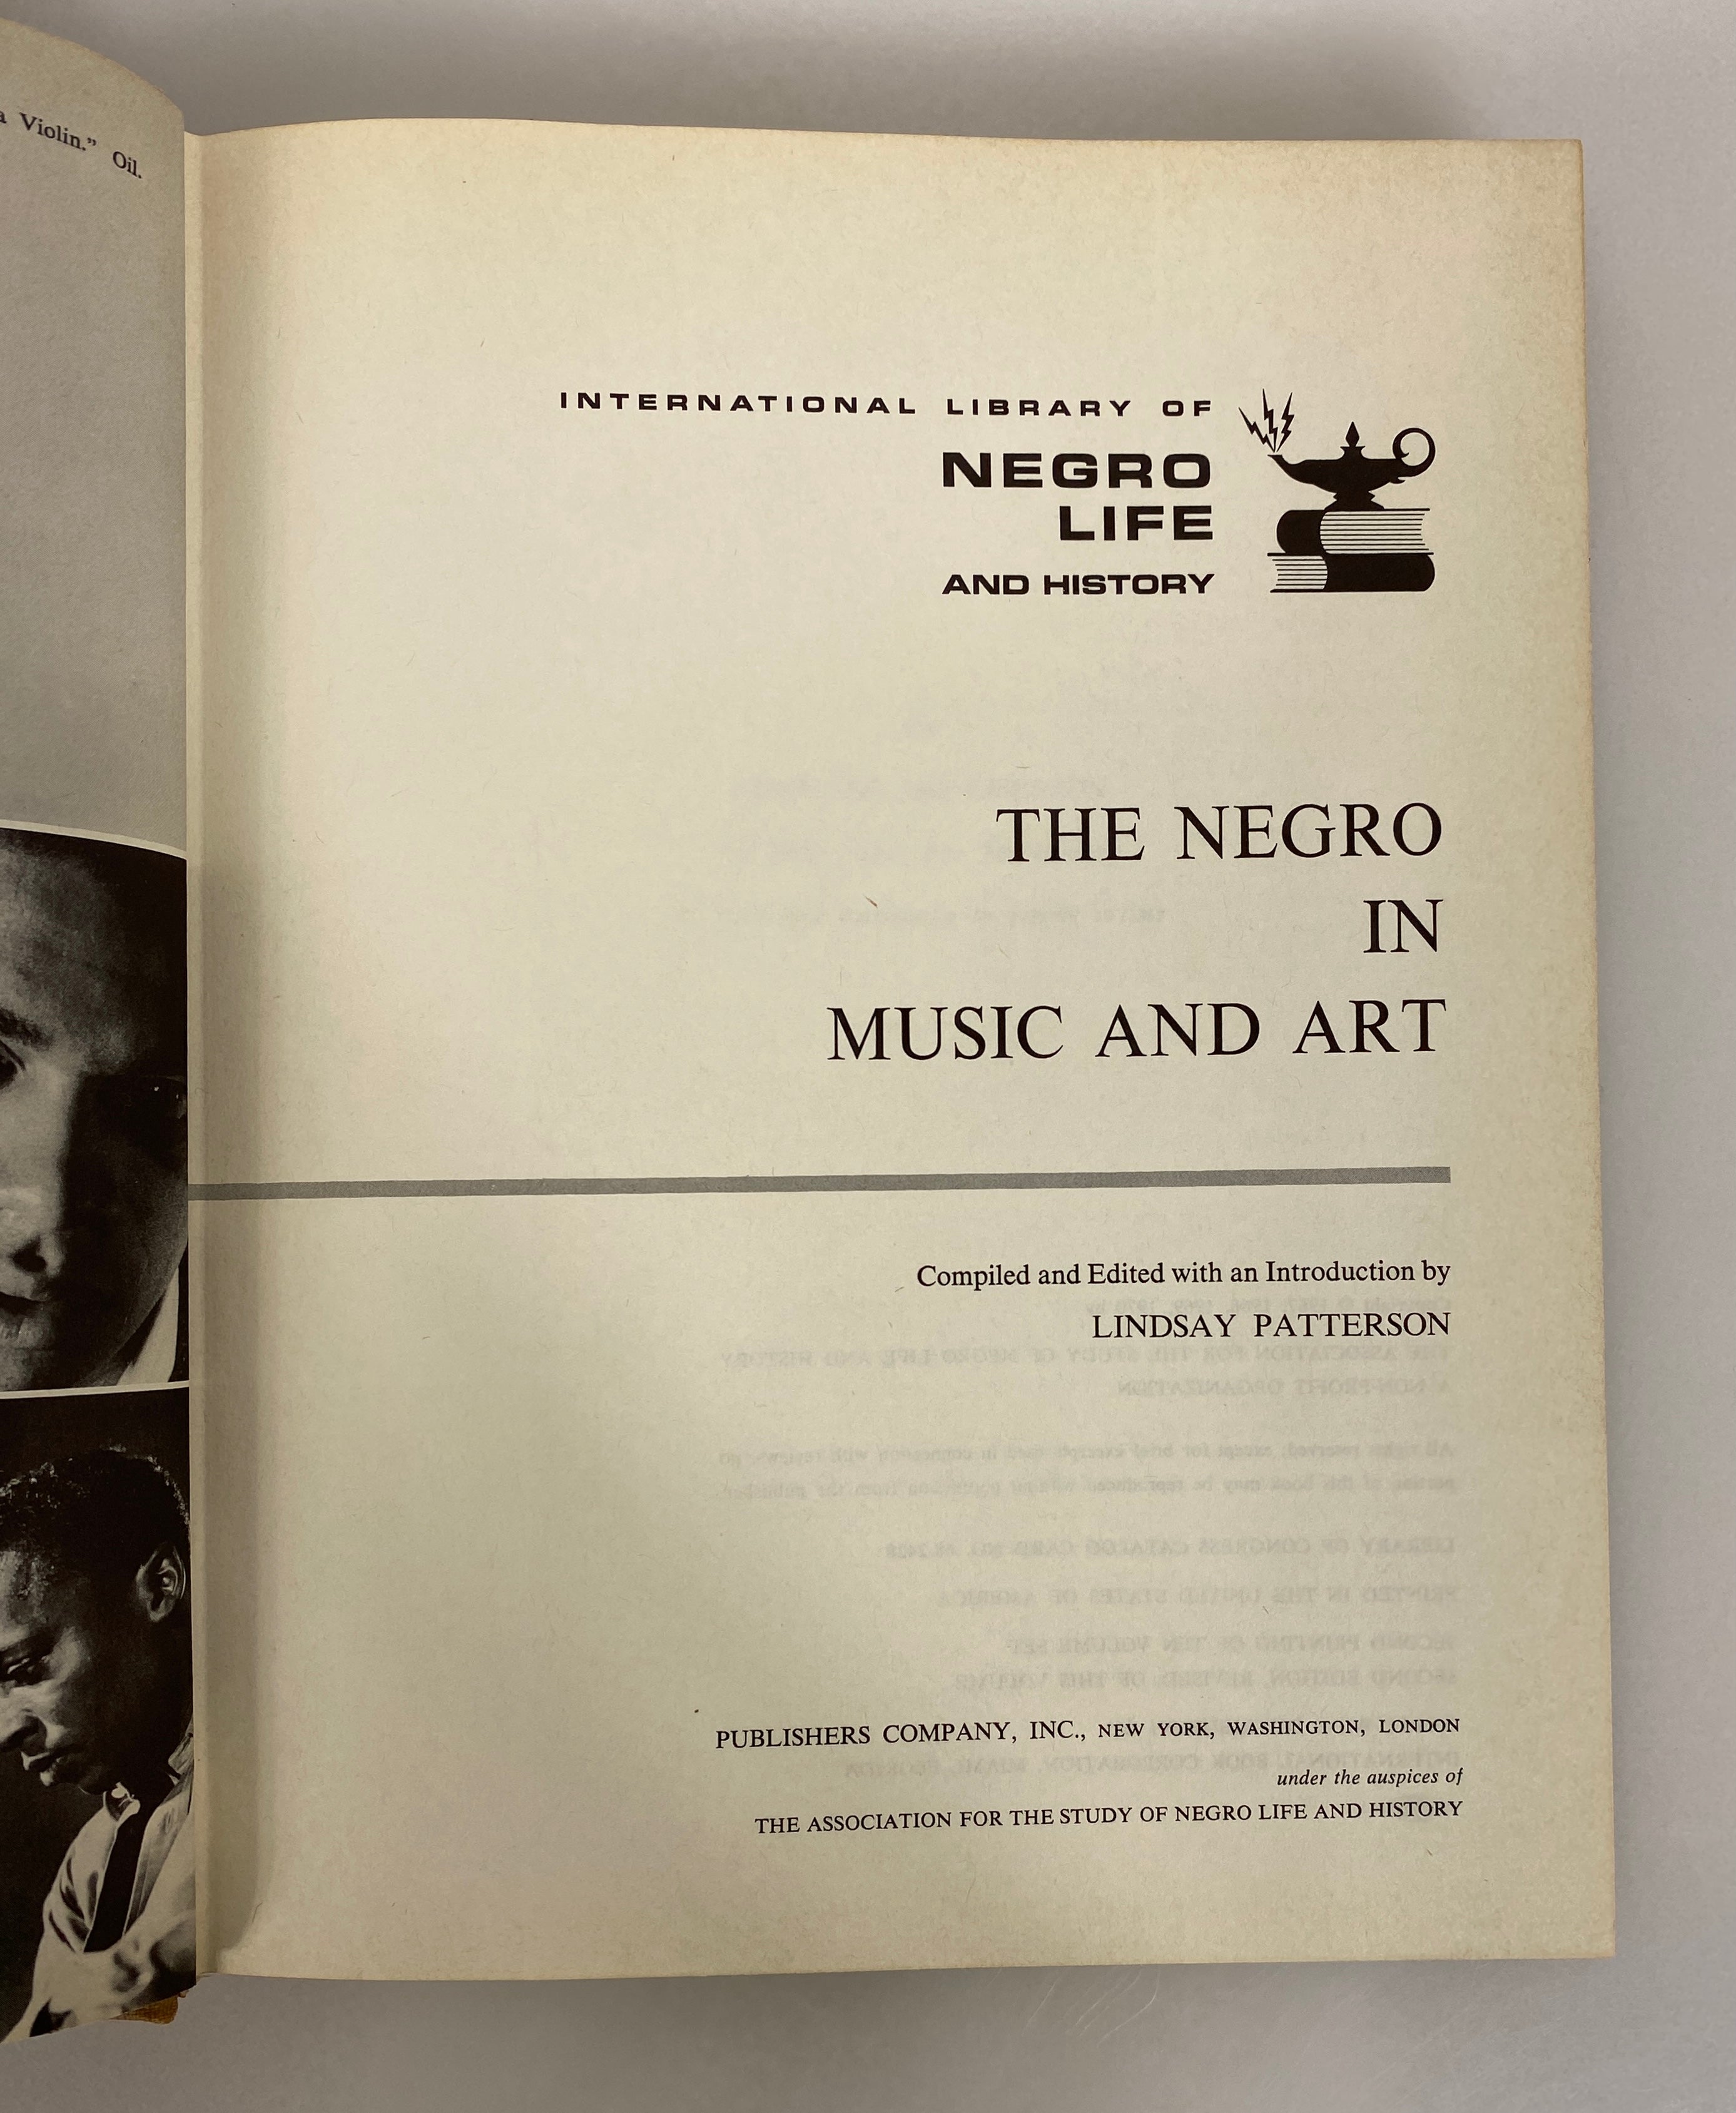 a Violin.” Oil.
INTERNATIONAL LIBRARY OF
NEGRO
LIFE
AND HISTORY
THE NEGRO
IN
MUSIC AND ART
Compiled and Edited with an Introduction by
LINDSAY PATTERSON
PUBLISHERS COMPANY, INC., NEW YORK, WASHINGTON, LONDON
under the auspices of
THE ASSOCIATION FOR THE STUDY OF NEGRO LIFE AND HISTORY